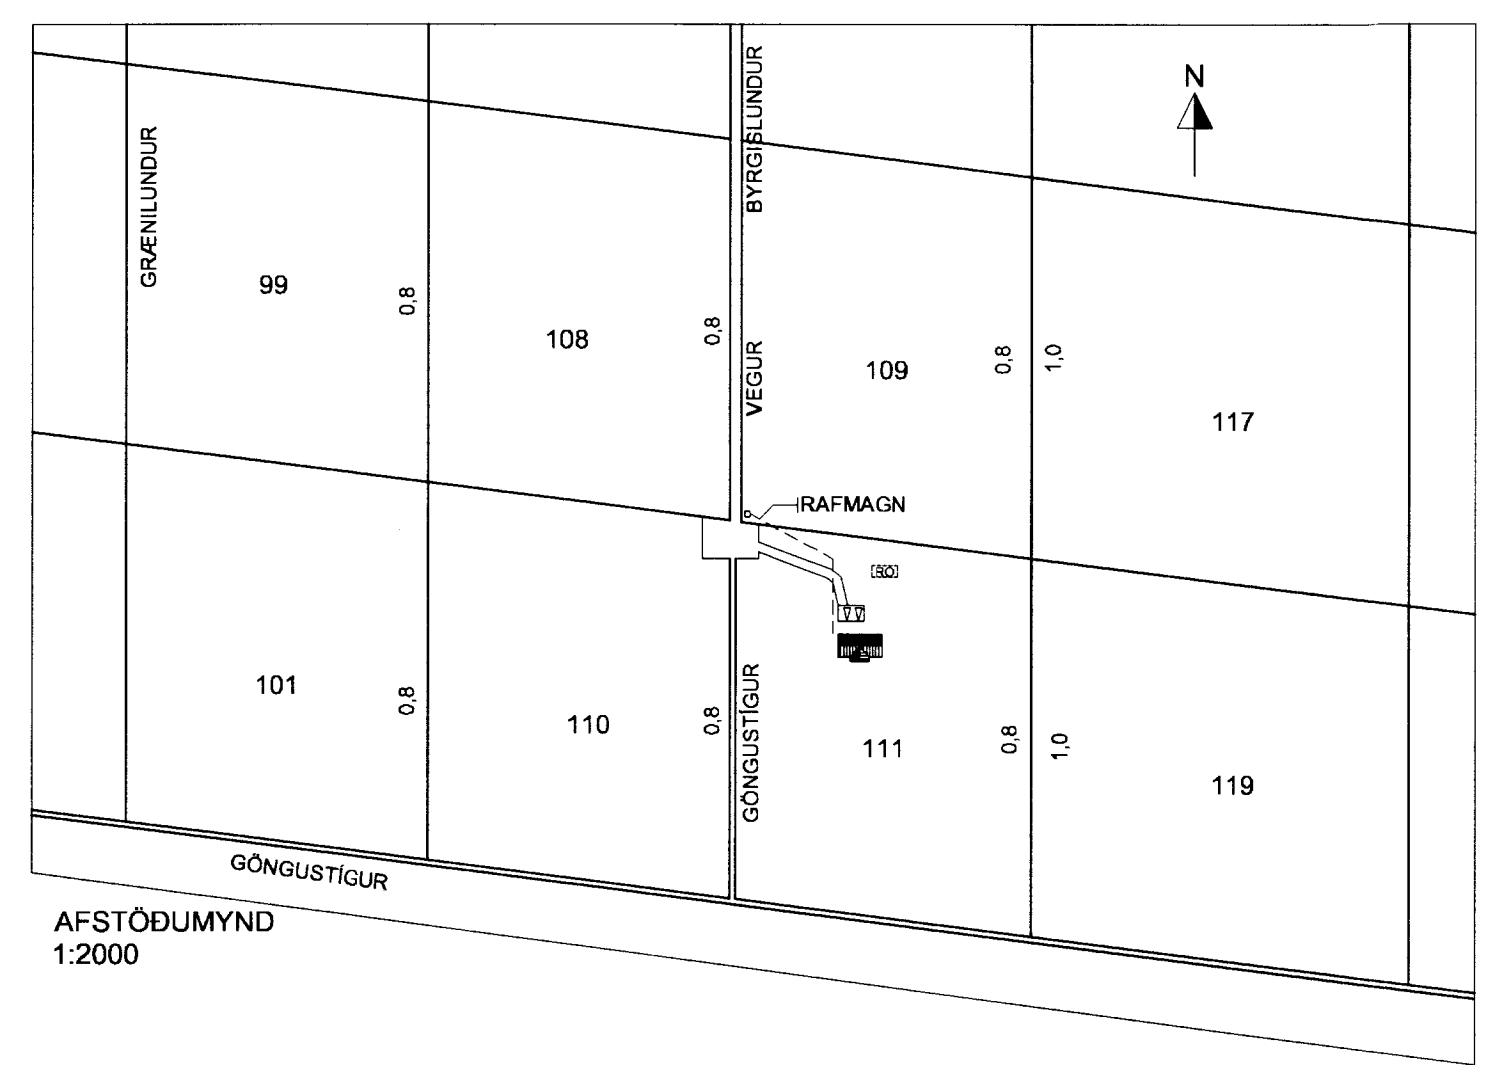 N
BYRGISLUNDUR
GRÆNILUNDUR
99
0,8
108
0,8
VEGUR
109
0,8
1,0
117
RAFMAGN
RO
101
0,8
110
0,8
GÖNGUSTÍGUR
111
0,8
1,0
119
GÖNGUSTÍGUR
AFSTÖÐUMYND
1:2000